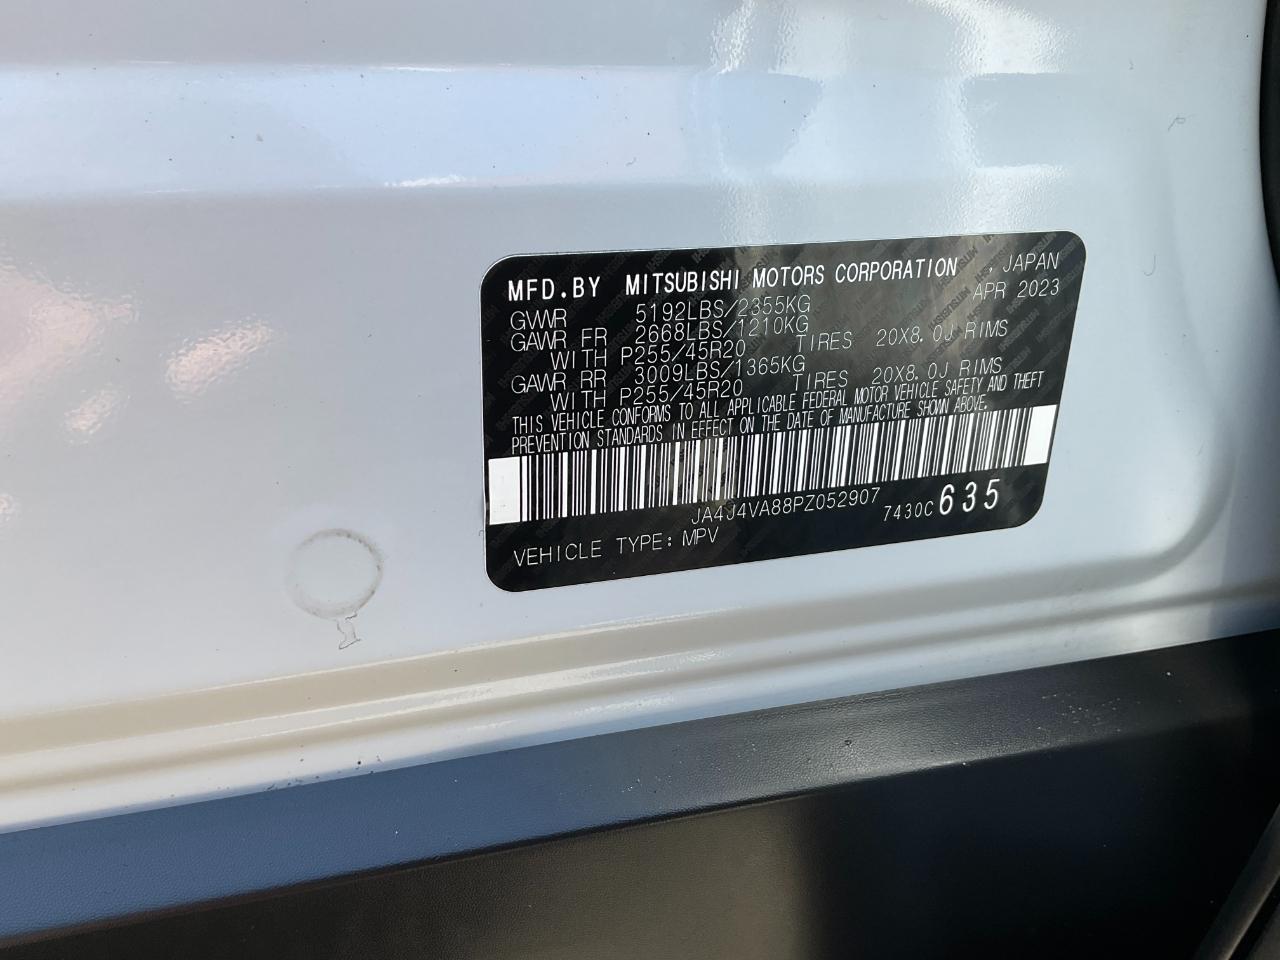 MFD.BY MITSUBISHI MOTORS CORPORATION , JAPAN
APR 2023
GVWR 5192LBS/2355KG
GAWR FR 2668LBS/1210KG
WITH P255/45R20 TIRES 20X8.0J RIMS
GAWR RR 3009LBS/1365KG
WITH P255/45R20 TIRES 20X8.0J RIMS
THIS VEHICLE CONFORMS TO ALL APPLICABLE FEDERAL MOTOR VEHICLE SAFETY AND THEFT
PREVENTION STANDARDS IN EFFECT ON THE DATE OF MANUFACTURE SHOWN ABOVE.
JA4J4VA88PZ052907
7430C 635
VEHICLE TYPE: MPV